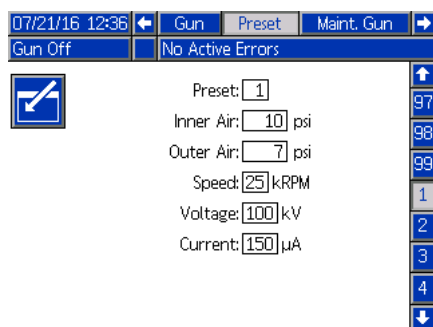 07/21/16 12:36 Gun Preset Maint. Gun
Gun Off No Active Errors
Preset: 1
Inner Air: 10 psi
Outer Air: 7 psi
Speed: 25 kRPM
Voltage: 100 kV
Current: 150 µA
97
98
99
1
2
3
4